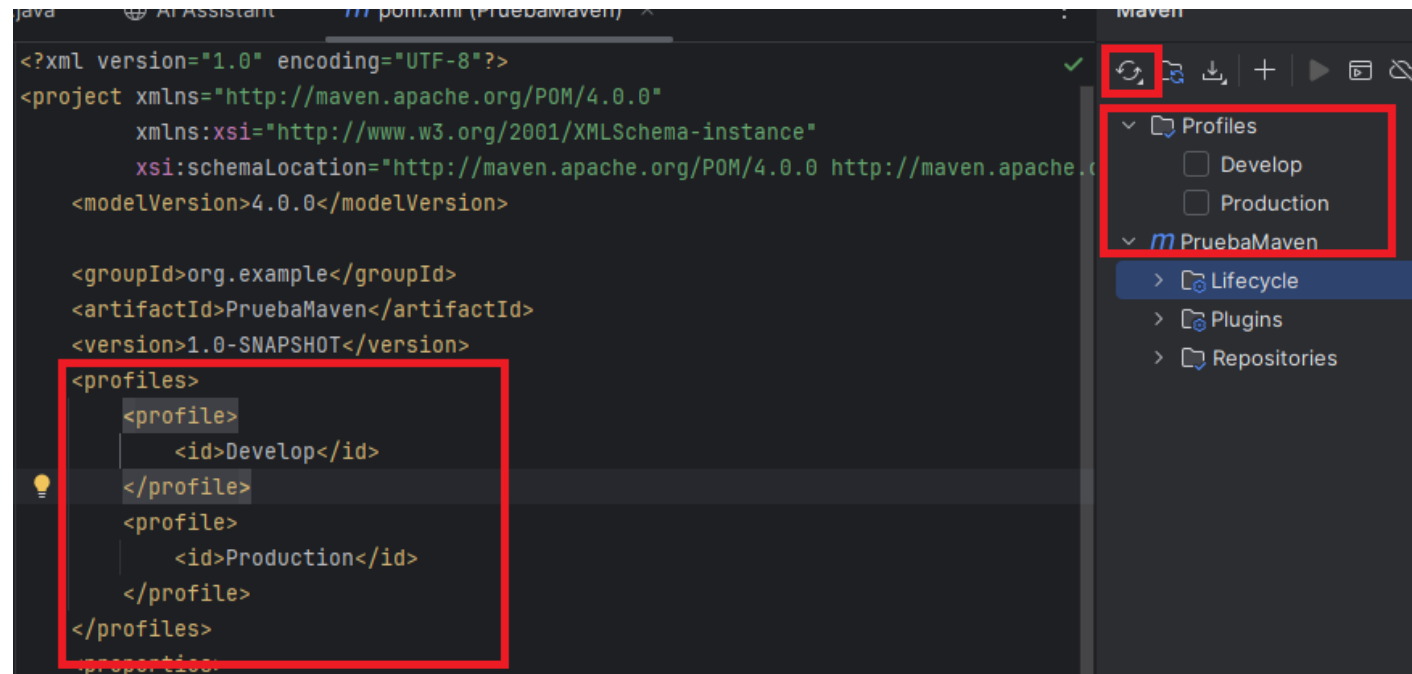 java AI Assistant m pom.xml (PruebaMaven) Maven
<?xml version="1.0" encoding="UTF-8"?>
<project xmlns="http://maven.apache.org/POM/4.0.0"
xmlns:xsi="http://www.w3.org/2001/XMLSchema-instance"
xsi:schemaLocation="http://maven.apache.org/POM/4.0.0 http://maven.apache.
<modelVersion>4.0.0</modelVersion>
<groupId>org.example</groupId>
<artifactId>PruebaMaven</artifactId>
<version>1.0-SNAPSHOT</version>
<profiles>
<profile>
<id>Develop</id>
</profile>
<profile>
<id>Production</id>
</profile>
</profiles>
<properties>
Profiles
Develop
Production
m PruebaMaven
Lifecycle
Plugins
Repositories